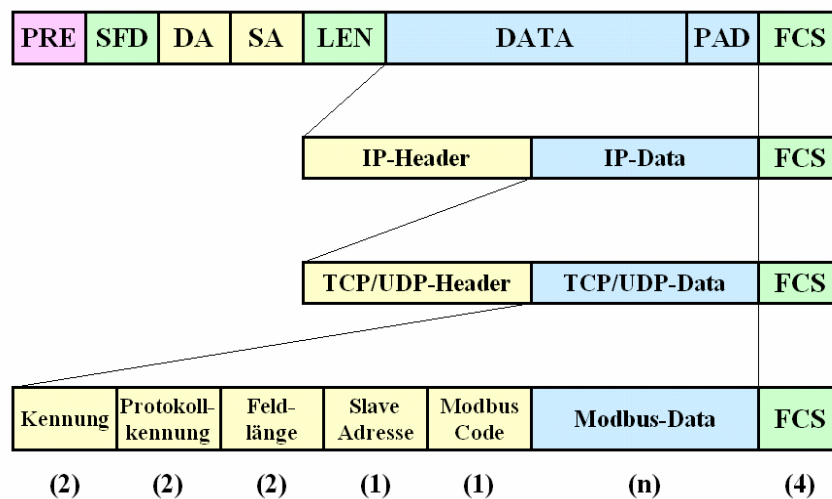 PRE SFD DA SA LEN DATA PAD FCS
IP-Header IP-Data FCS
TCP/UDP-Header TCP/UDP-Data FCS
Kennung
Protokoll-
kennung
Feld-
länge
Slave
Adresse
Modbus
Code
Modbus-Data
FCS
(2) (2) (2) (1) (1) (n) (4)